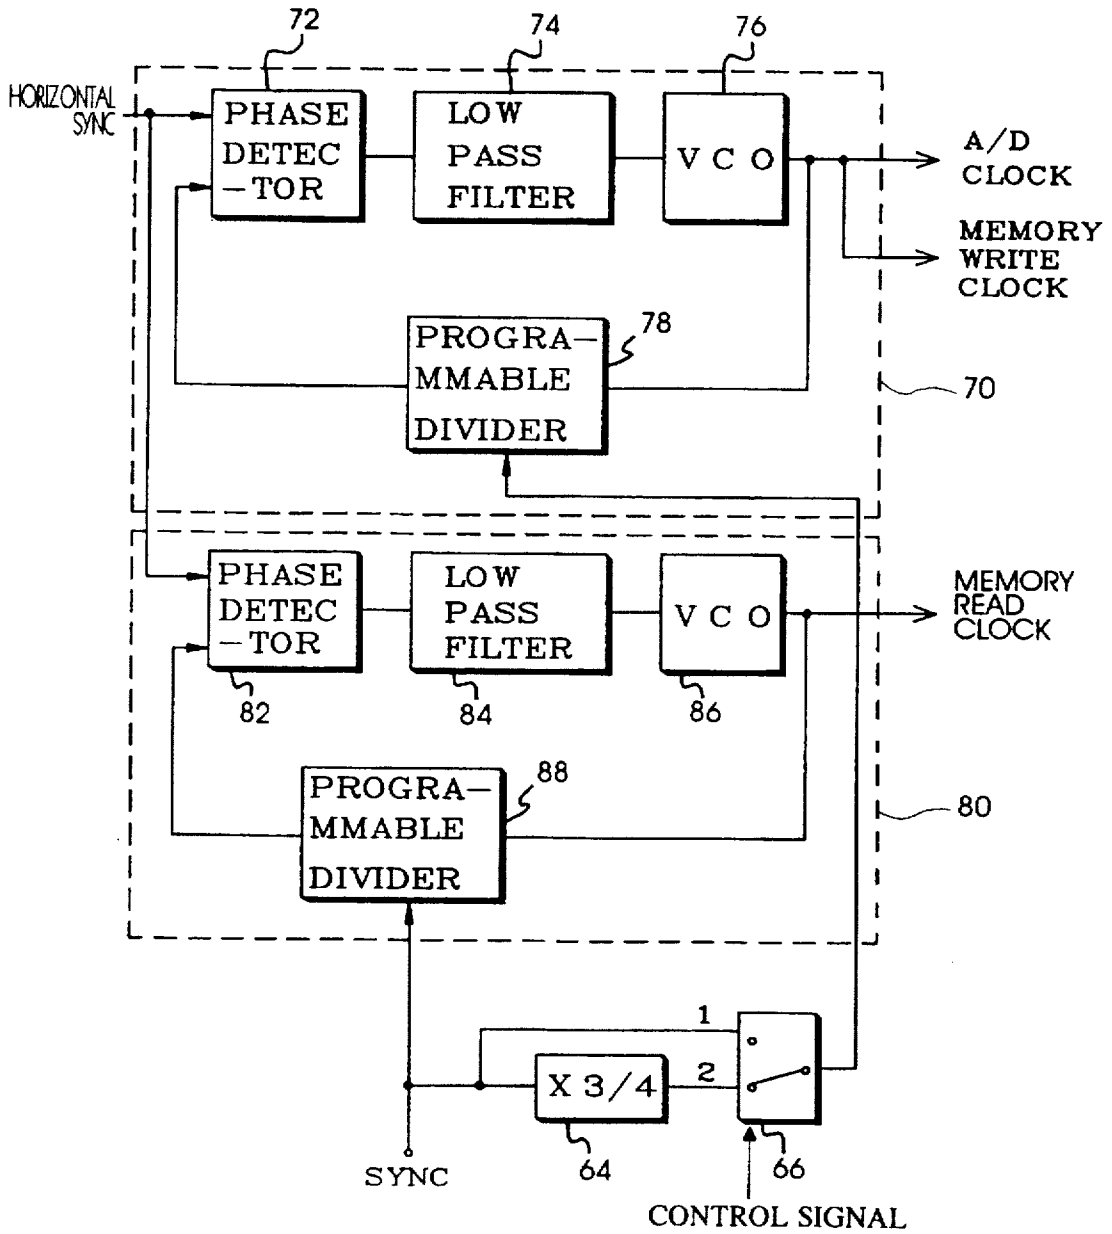 72
74
76
HORIZONTAL
SYNC
PHASE
DETEC
-TOR
LOW
PASS
FILTER
V C O
A/D
CLOCK
MEMORY
WRITE
CLOCK
PROGRA-
MMABLE
DIVIDER
78
70
PHASE
DETEC
-TOR
LOW
PASS
FILTER
V C O
MEMORY
READ
CLOCK
82
84
86
PROGRA-
MMABLE
DIVIDER
88
80
1
2
X 3/4
64
66
SYNC
CONTROL SIGNAL